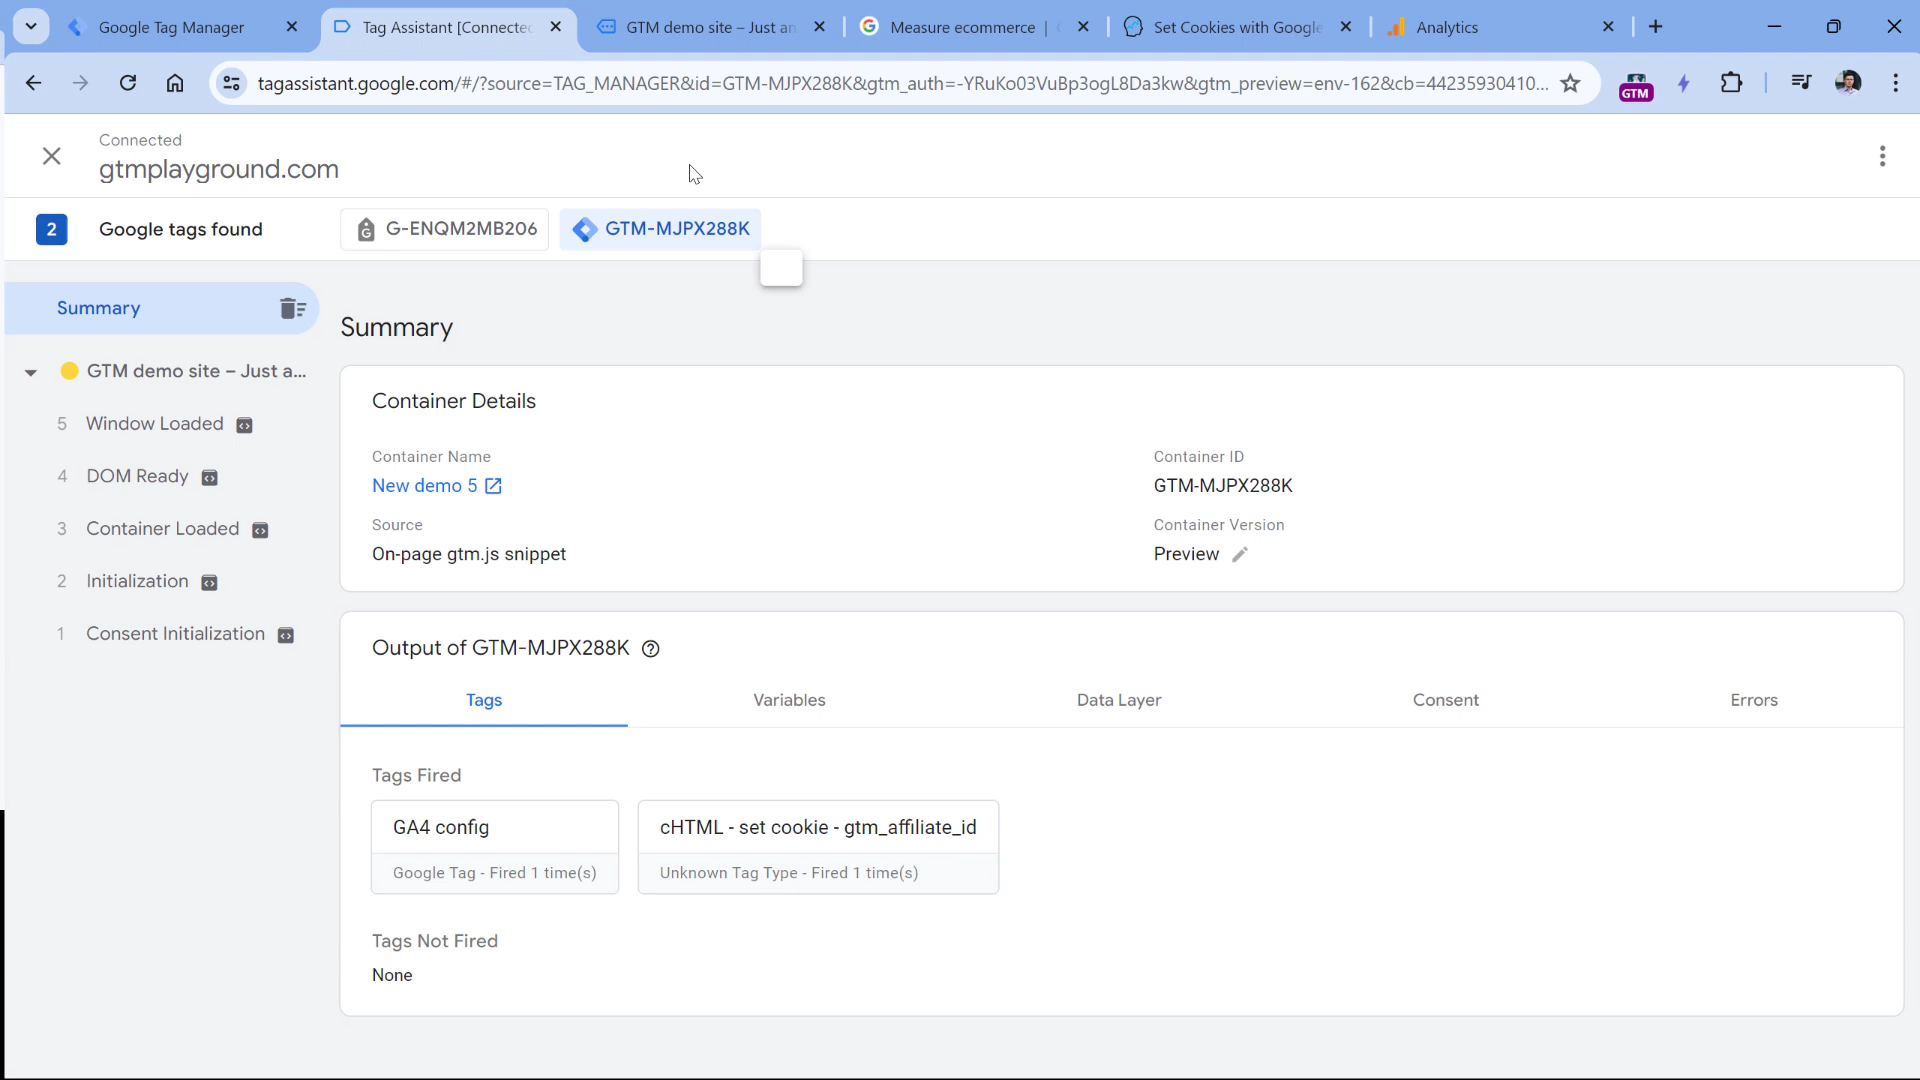 Google Tag Manager
Tag Assistant [Connected
GTM demo site – Just an
Measure ecommerce |
Set Cookies with Google
Analytics
tagassistant.google.com/#/?source=TAG_MANAGER&id=GTM-MJPX288K&gtm_auth=-YRuKo03VuBp3ogL8Da3kw&gtm_preview=env-162&cb=44235930410...
GTM
Connected
gtmplayground.com
2 Google tags found
G-ENQM2MB206
GTM-MJPX288K
Summary
GTM demo site – Just a...
5 Window Loaded
4 DOM Ready
3 Container Loaded
2 Initialization
1 Consent Initialization
Summary
Container Details
Container Name
New demo 5
Container ID
GTM-MJPX288K
Source
On-page gtm.js snippet
Container Version
Preview
Output of GTM-MJPX288K
Tags
Variables
Data Layer
Consent
Errors
Tags Fired
GA4 config
Google Tag - Fired 1 time(s)
cHTML - set cookie - gtm_affiliate_id
Unknown Tag Type - Fired 1 time(s)
Tags Not Fired
None